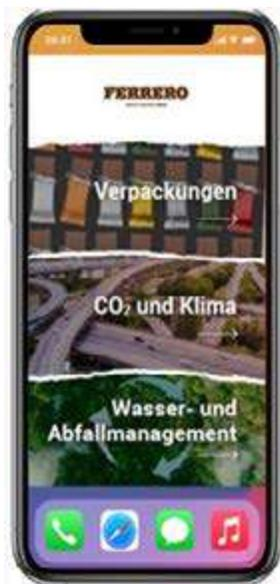 FERRERO
Verpackungen
CO₂ und Klima
Wasser- und
Abfallmanagement